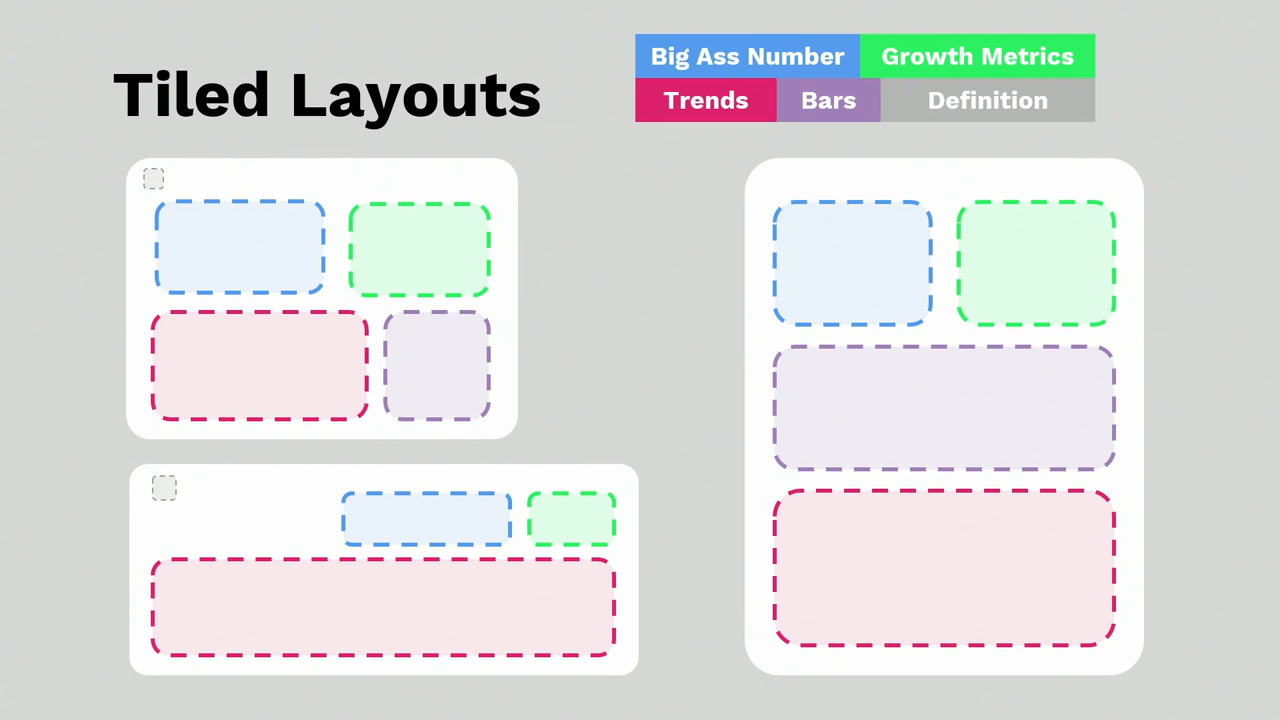 Tiled Layouts
Big Ass Number Growth Metrics
Trends Bars Definition